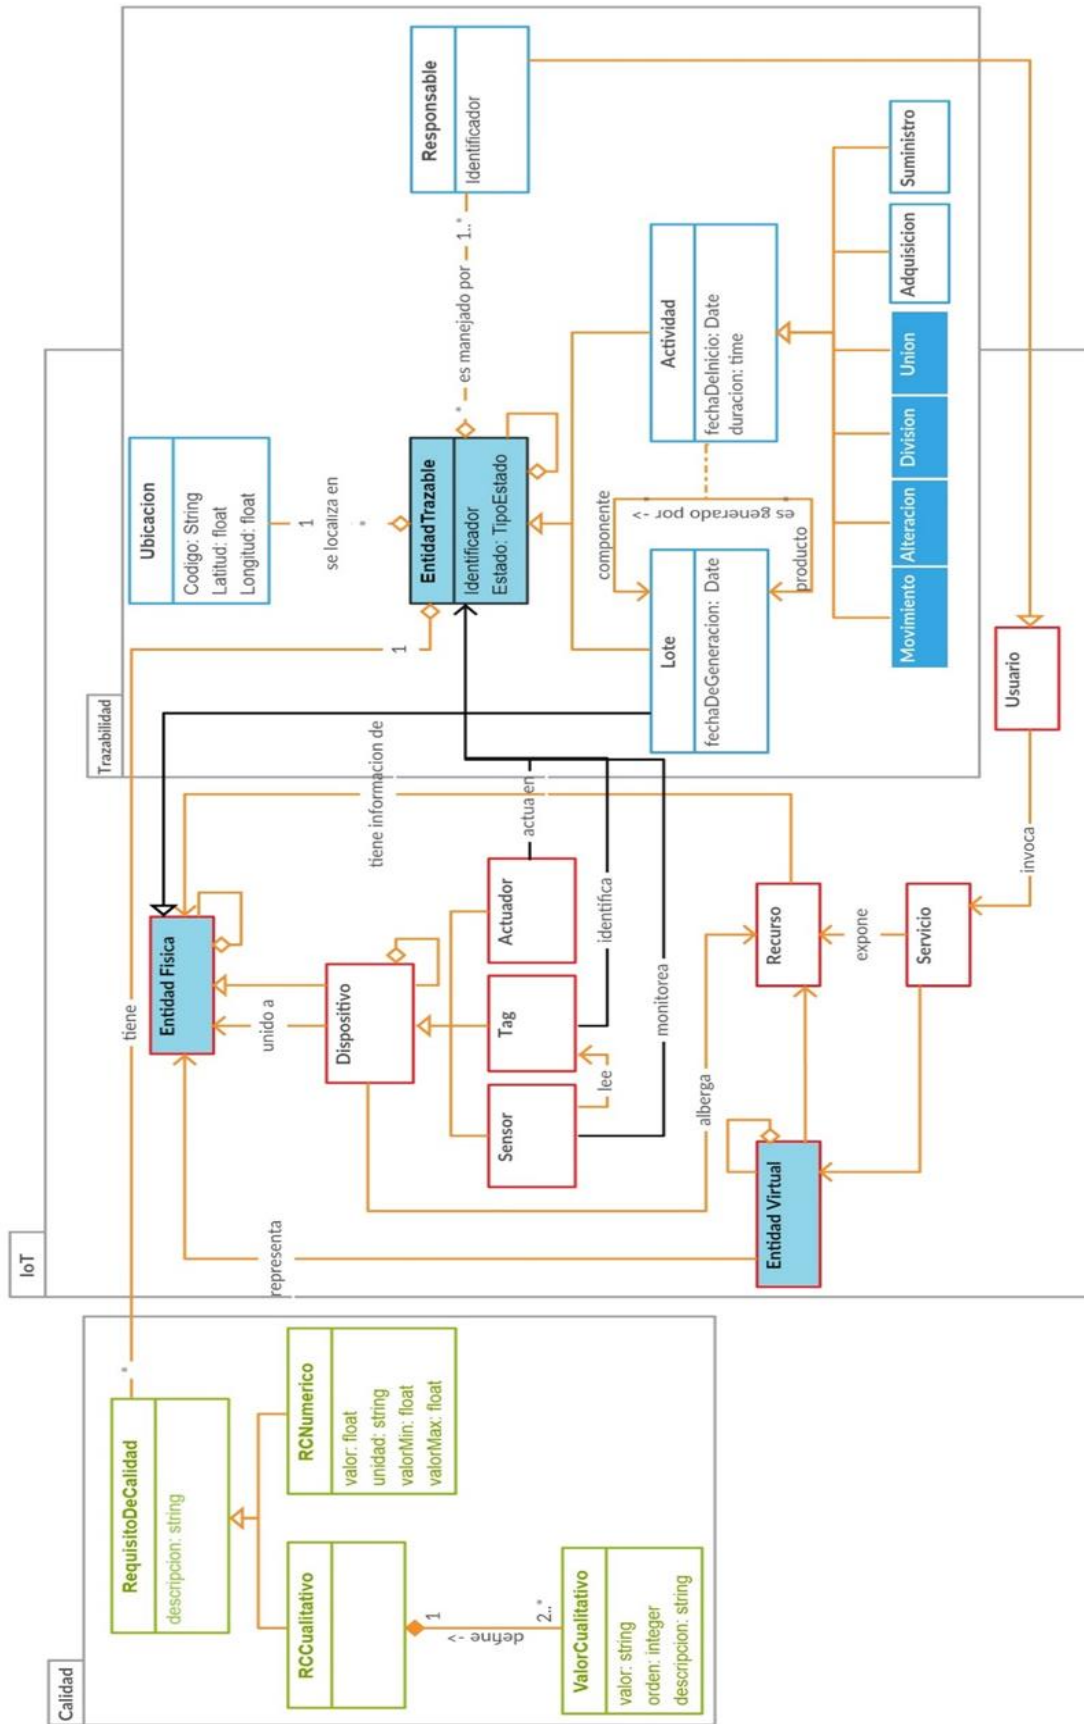 Calidad
RequisitoDeCalidad
descripcion: string
RCCualitativo
RCNumerico
valor: float
unidad: string
valorMin: float
valorMax: float
1
define ->
2..*
ValorCualitativo
valor: string
orden: integer
descripcion: string
*
tiene
1
IoT
representa
Entidad Fisica
unido a
tiene informacion de
Dispositivo
Sensor
Tag
Actuador
lee
actua en
identifica
monitorea
alberga
Entidad Virtual
Recurso
expone
Servicio
invoca
Usuario
Trazabilidad
Ubicacion
Codigo: String
Latitud: float
Longitud: float
1
se localiza en
*
EntidadTrazable
Identificador
Estado: TipoEstado
*
es manejado por
1..*
Responsable
Identificador
Lote
fechaDeGeneracion: Date
componente
*
es generado por ->
*
producto
Actividad
fechaDeInicio: Date
duracion: time
Movimiento
Alteracion
Division
Union
Adquisicion
Suministro